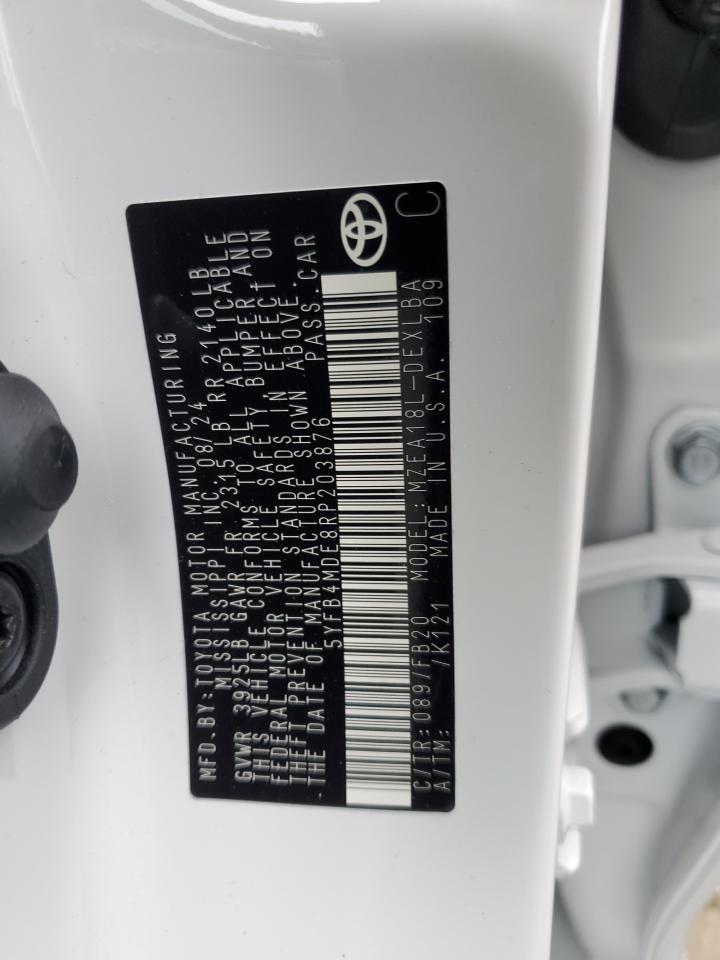 MFD.BY:TOYOTA MOTOR MANUFACTURING
MISSISSIPPI INC 08/24
GVWR 3925LB GAWR FR 2315 LB RR 2140LB
THIS VEHICLE CONFORMS TO ALL APPLICABLE
FEDERAL MOTOR VEHICLE SAFETY BUMPER AND
THEFT PREVENTION STANDARDS IN EFFECT ON
THE DATE OF MANUFACTURE SHOWN ABOVE.
5YFB4MDE8RP203876 PASS.CAR
C/TR:089/FB20 MODEL:MZEA18L-DEXLBA
A/TM: /K121 MADE IN U.S.A. 109
C